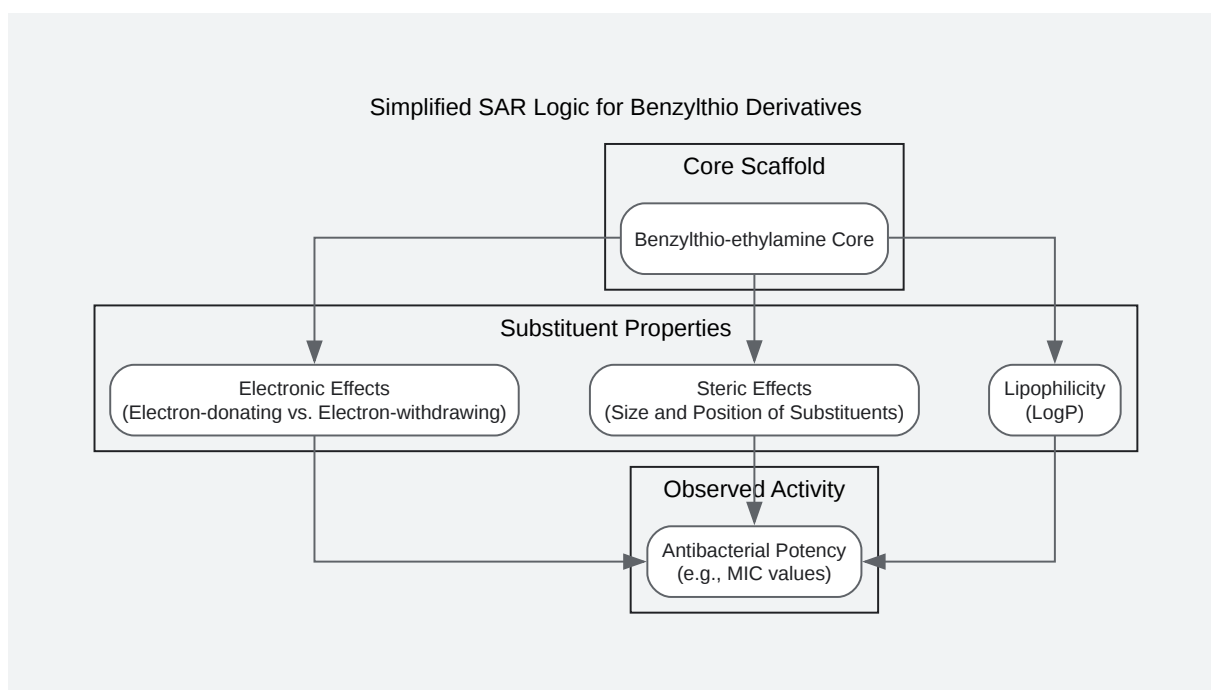 Simplified SAR Logic for Benzylthio Derivatives
Core Scaffold
Benzylthio-ethylamine Core
Substituent Properties
Electronic Effects
(Electron-donating vs. Electron-withdrawing)
Steric Effects
(Size and Position of Substituents)
Lipophilicity
(LogP)
Observed Activity
Antibacterial Potency
(e.g., MIC values)